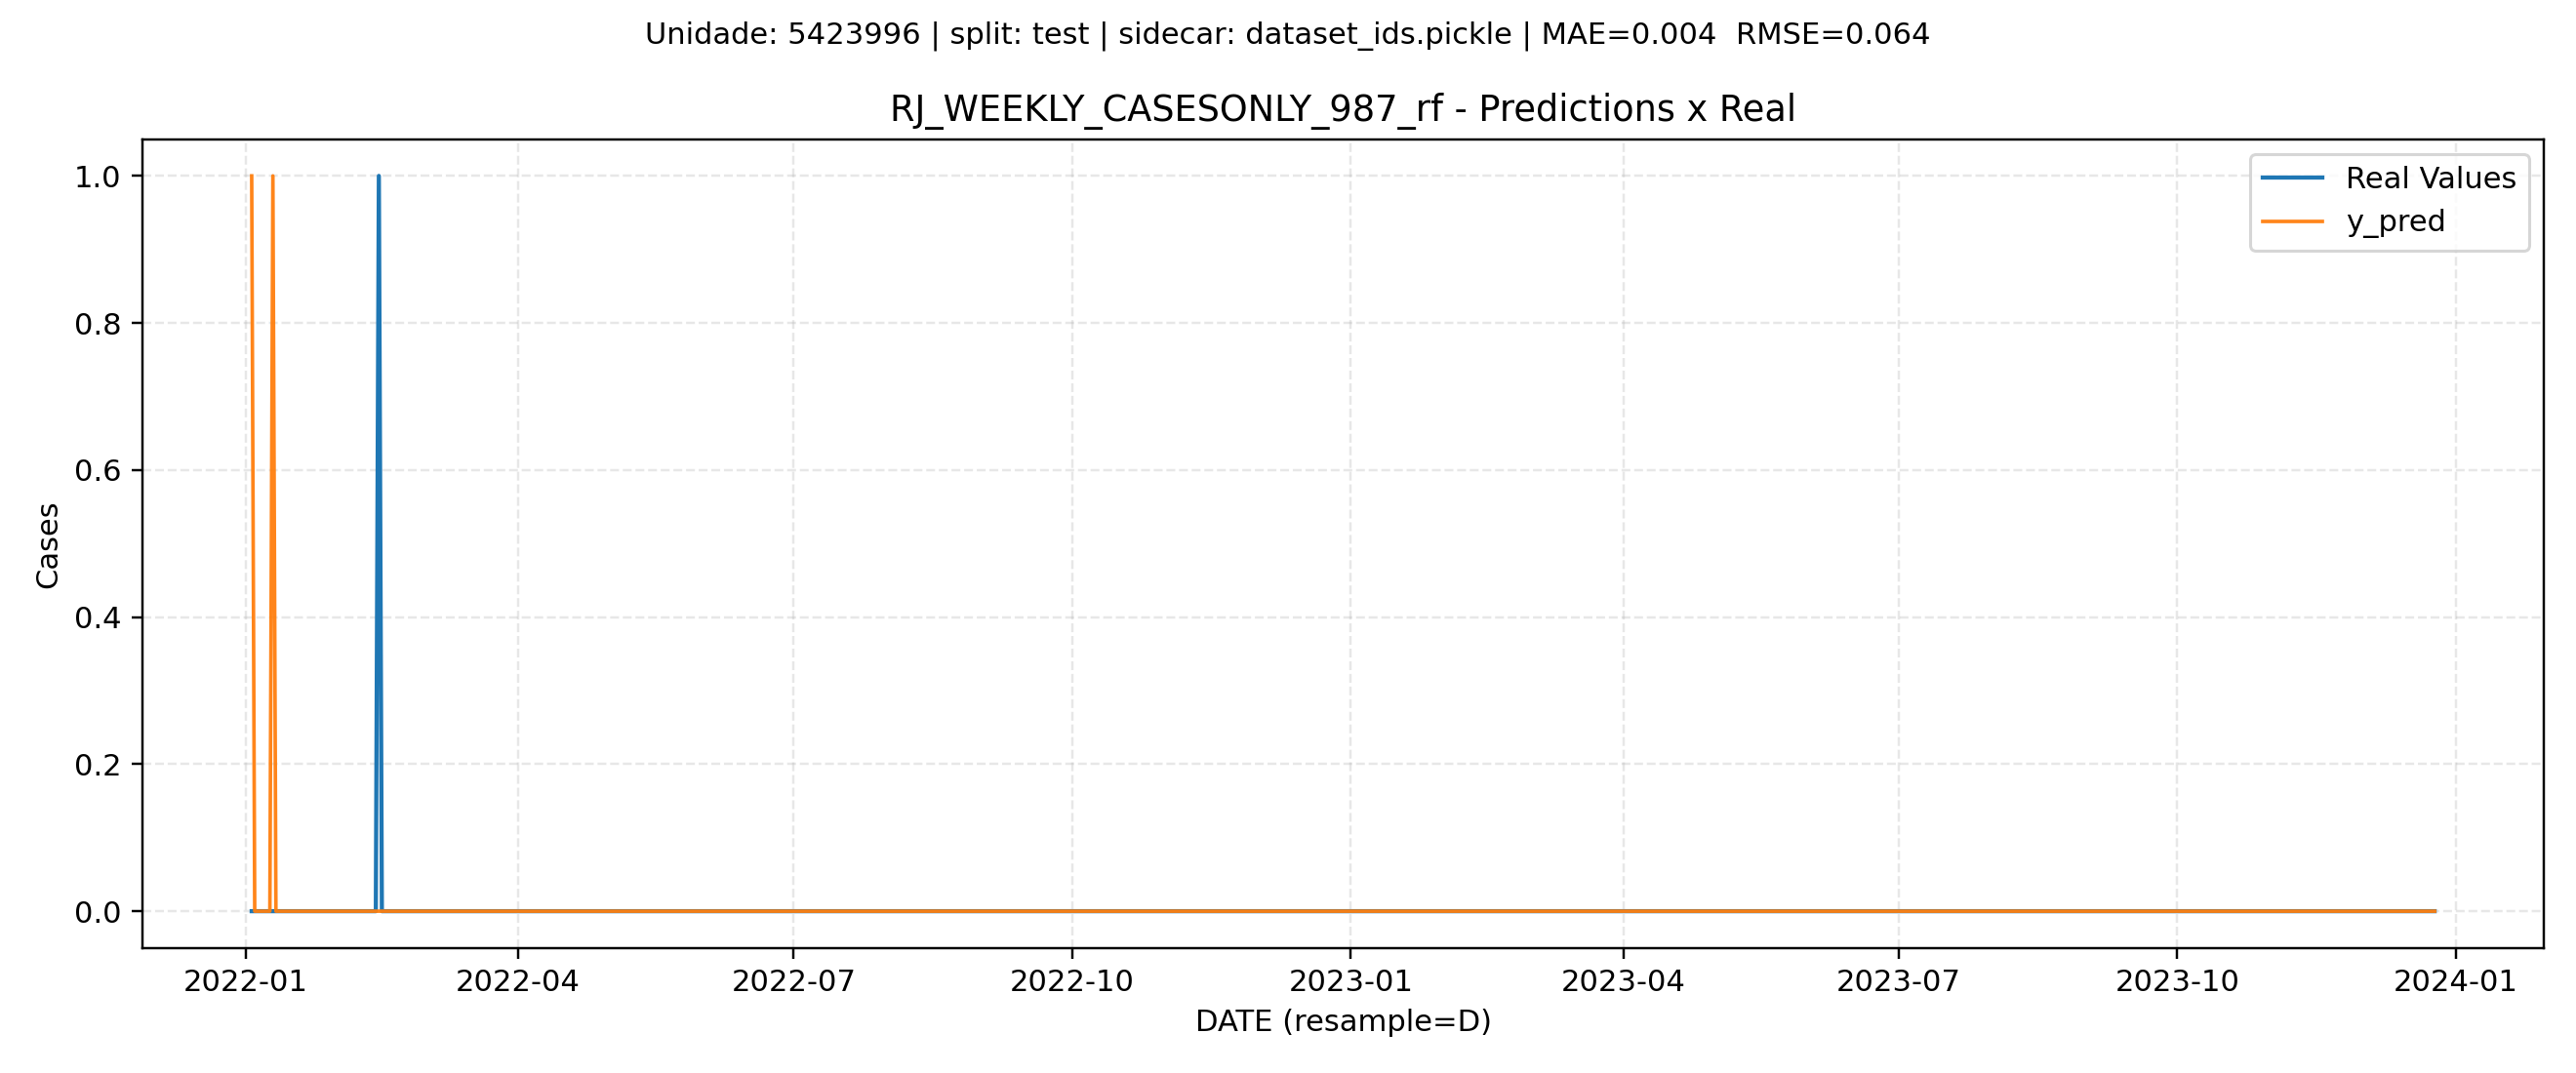 Unidade: 5423996 | split: test | sidecar: dataset_ids.pickle | MAE=0.004  RMSE=0.064
RJ_WEEKLY_CASESONLY_987_rf - Predictions x Real
Real Values
y_pred
Cases
1.0
0.8
0.6
0.4
0.2
0.0
2022-01
2022-04
2022-07
2022-10
2023-01
2023-04
2023-07
2023-10
2024-01
DATE (resample=D)